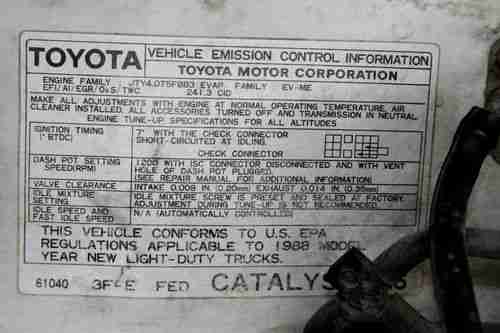 TOYOTA VEHICLE EMISSION CONTROL INFORMATION
TOYOTA MOTOR CORPORATION
ENGINE FAMILY JTY4.0T5FBB3 EVAP. FAMILY EV-ME
EFI/AI/EGR/O₂S/TWC 241.3 CID
MAKE ALL ADJUSTMENTS WITH ENGINE AT NORMAL OPERATING TEMPERATURE, AIR
CLEANER INSTALLED, ALL ACCESSORIES TURNED OFF AND TRANSMISSION IN NEUTRAL
ENGINE TUNE-UP SPECIFICATIONS FOR ALL ALTITUDES
IGNITION TIMING 7° WITH THE CHECK CONNECTOR
(°BTDC) SHORT-CIRCUITED AT IDLING.
CHECK CONNECTOR
DASH POT SETTING 1200 WITH ISC CONNECTOR DISCONNECTED AND WITH VENT
SPEED(RPM) HOLE OF DASH POT PLUGGED.
(SEE REPAIR MANUAL FOR ADDITIONAL INFORMATION)
VALVE CLEARANCE INTAKE 0.008 IN. (0.20mm) EXHAUST 0.014 IN. (0.35mm)
IDLE MIXTURE IDLE MIXTURE SCREW IS PRESET AND SEALED AT FACTORY.
SETTING ADJUSTMENT DURING TUNE-UP IS NOT RECOMMENDED.
IDLE SPEED AND N/A (AUTOMATICALLY CONTROLLED)
FAST IDLE SPEED
THIS VEHICLE CONFORMS TO U.S. EPA
REGULATIONS APPLICABLE TO 1988 MODEL
YEAR NEW LIGHT-DUTY TRUCKS.
61040 3F-E FED